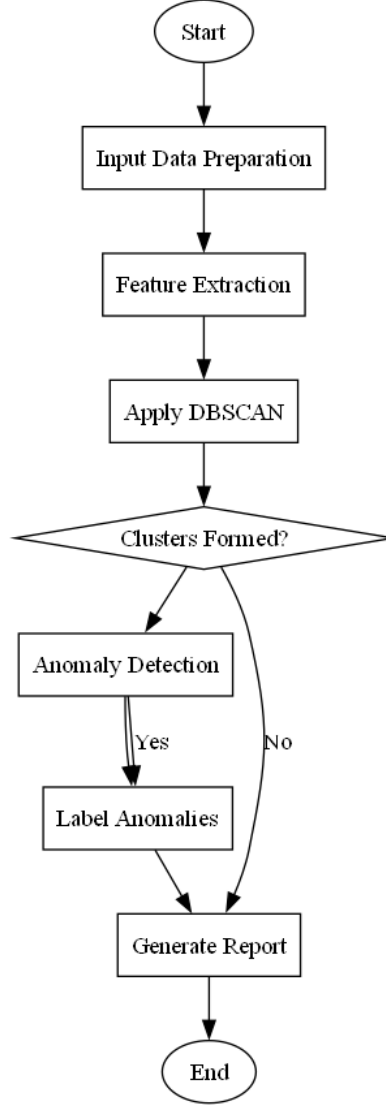 Start
Input Data Preparation
Feature Extraction
Apply DBSCAN
Clusters Formed?
Anomaly Detection
Yes
No
Label Anomalies
Generate Report
End